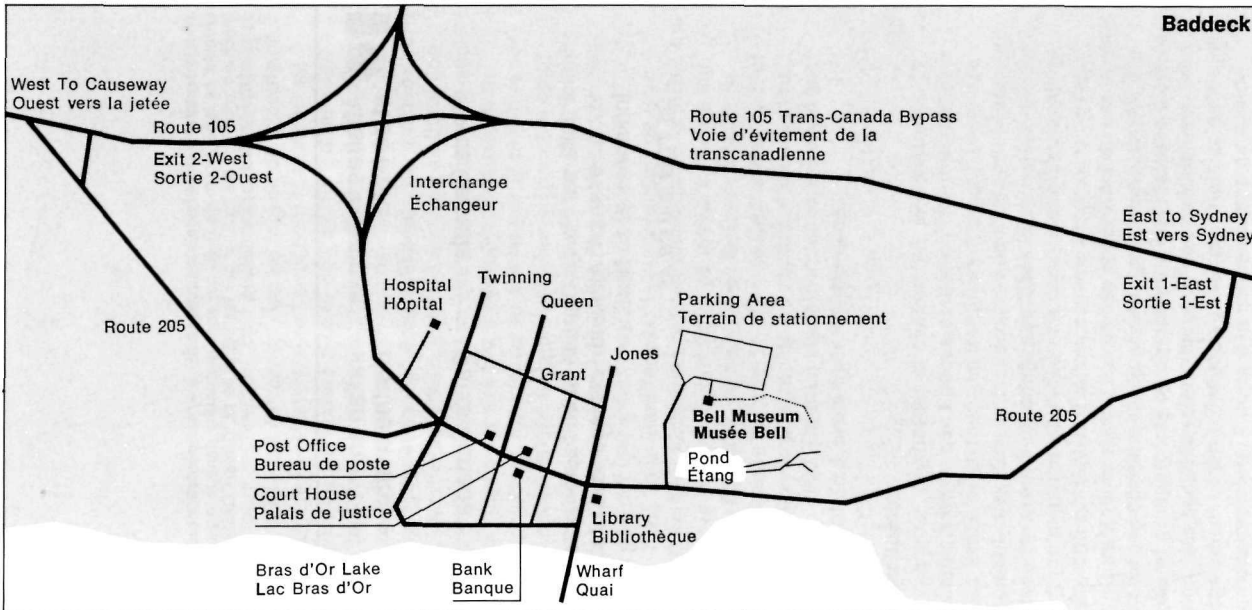 Baddeck
West To Causeway
Ouest vers la jetée
Route 105
Exit 2-West
Sortie 2-Ouest
Interchange
Échangeur
Route 105 Trans-Canada Bypass
Voie d'évitement de la
transcanadienne
East to Sydney
Est vers Sydney
Exit 1-East
Sortie 1-Est
Hospital
Hôpital
Twinning
Queen
Parking Area
Terrain de stationnement
Route 205
Jones
Grant
Bell Museum
Musée Bell
Route 205
Pond
Étang
Post Office
Bureau de poste
Court House
Palais de justice
Library
Bibliothèque
Bras d'Or Lake
Lac Bras d'Or
Bank
Banque
Wharf
Quai